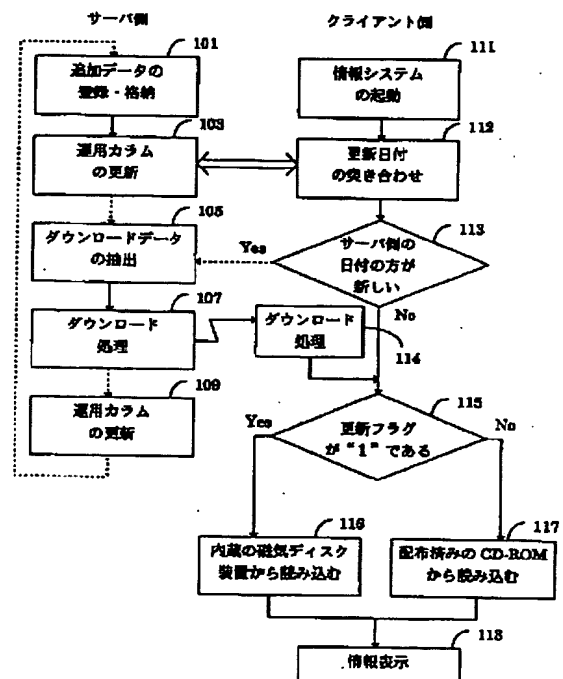 サーバ側
クライアント側
101
追加データの
登録・格納
111
情報システム
の起動
103
運用カラム
の更新
112
更新日付
の突き合わせ
105
ダウンロードデータ
の抽出
Yes
113
サーバ側の
日付の方が
新しい
No
107
ダウンロード
処理
ダウンロード
処理
114
109
運用カラム
の更新
Yes
115
更新フラグ
が“1”である
No
116
内蔵の磁気ディスク
装置から読み込む
117
配布済みの CD-ROM
から読み込む
118
情報表示